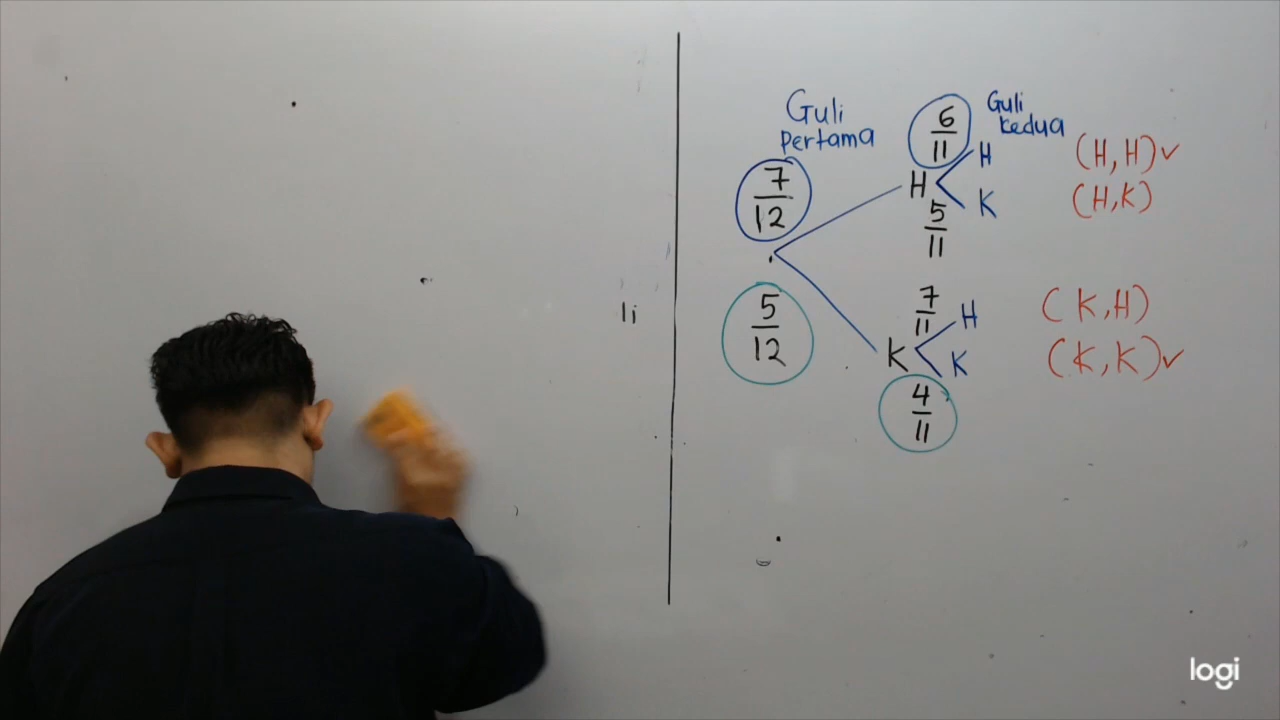 Guli
pertama
Guli
kedua
7/12
6/11
H
H
K
5/11
(H,H)✓
(H,K)
5/12
7/11
K
H
K
4/11
(K,H)
(K,K)✓
li
logi